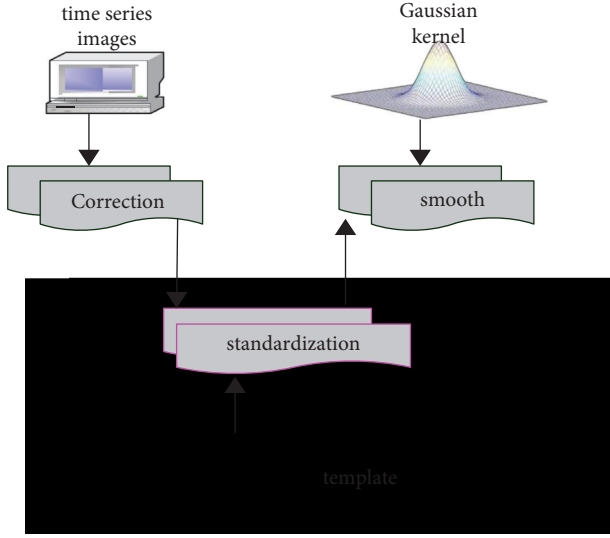 time series
images
Gaussian
kernel
Correction
smooth
standardization
template